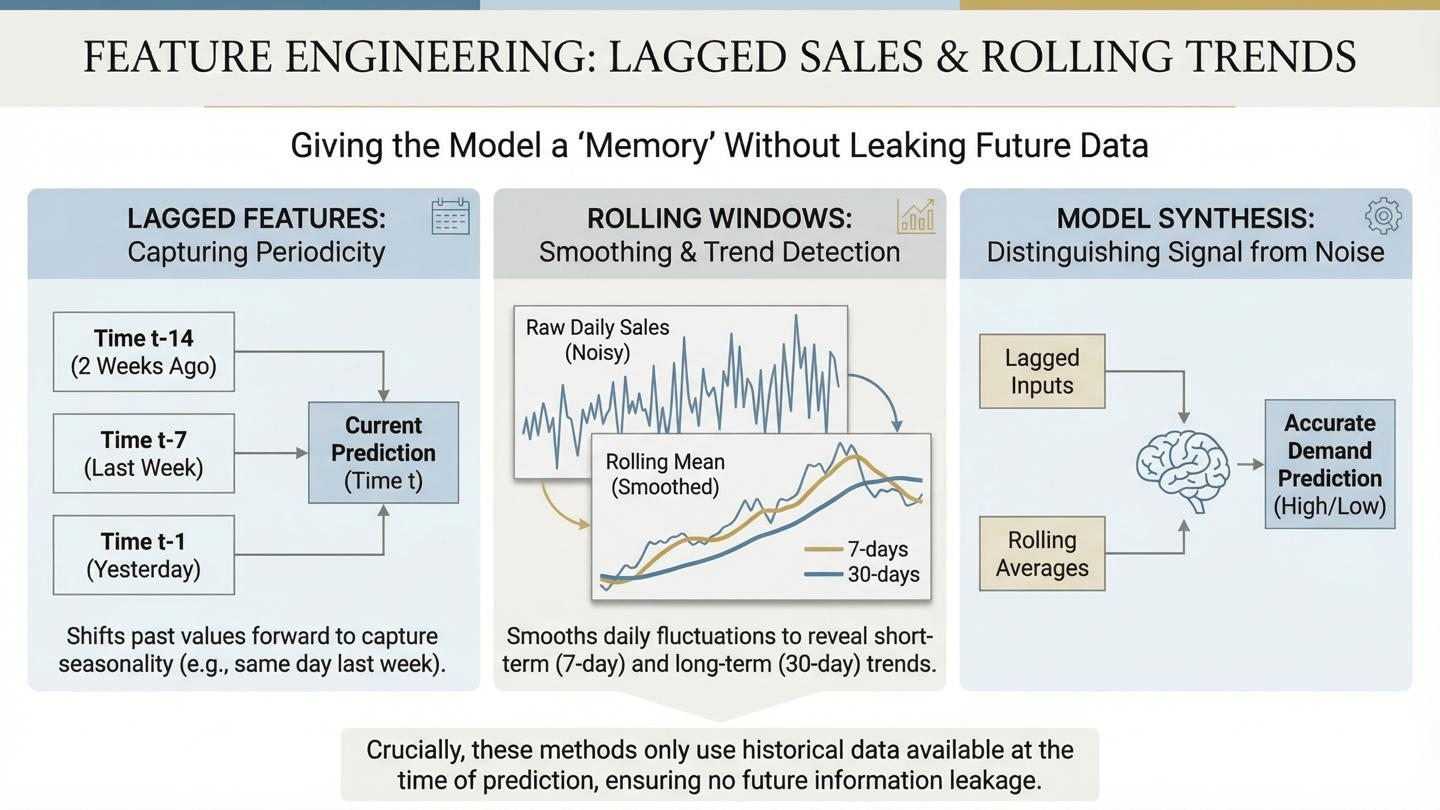 FEATURE ENGINEERING: LAGGED SALES & ROLLING TRENDS
Giving the Model a ‘Memory’ Without Leaking Future Data
LAGGED FEATURES:
Capturing Periodicity
Time t-14
(2 Weeks Ago)
Time t-7
(Last Week)
Time t-1
(Yesterday)
Current
Prediction
(Time t)
Shifts past values forward to capture
seasonality (e.g., same day last week).
ROLLING WINDOWS:
Smoothing & Trend Detection
Raw Daily Sales
(Noisy)
Rolling Mean
(Smoothed)
7-days
30-days
Smooths daily fluctuations to reveal short-
term (7-day) and long-term (30-day) trends.
MODEL SYNTHESIS:
Distinguishing Signal from Noise
Lagged
Inputs
Rolling
Averages
Accurate
Demand
Prediction
(High/Low)
Crucially, these methods only use historical data available at the
time of prediction, ensuring no future information leakage.